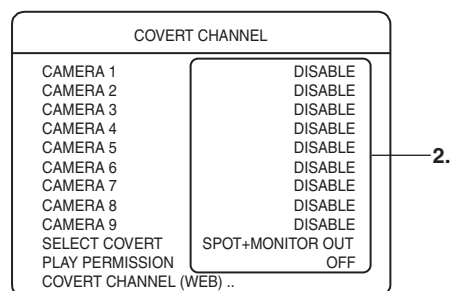 COVERT CHANNEL
CAMERA 1 DISABLE
CAMERA 2 DISABLE
CAMERA 3 DISABLE
CAMERA 4 DISABLE
CAMERA 5 DISABLE
CAMERA 6 DISABLE
CAMERA 7 DISABLE
CAMERA 8 DISABLE
CAMERA 9 DISABLE
SELECT COVERT SPOT+MONITOR OUT
PLAY PERMISSION OFF
COVERT CHANNEL (WEB) ..
2.